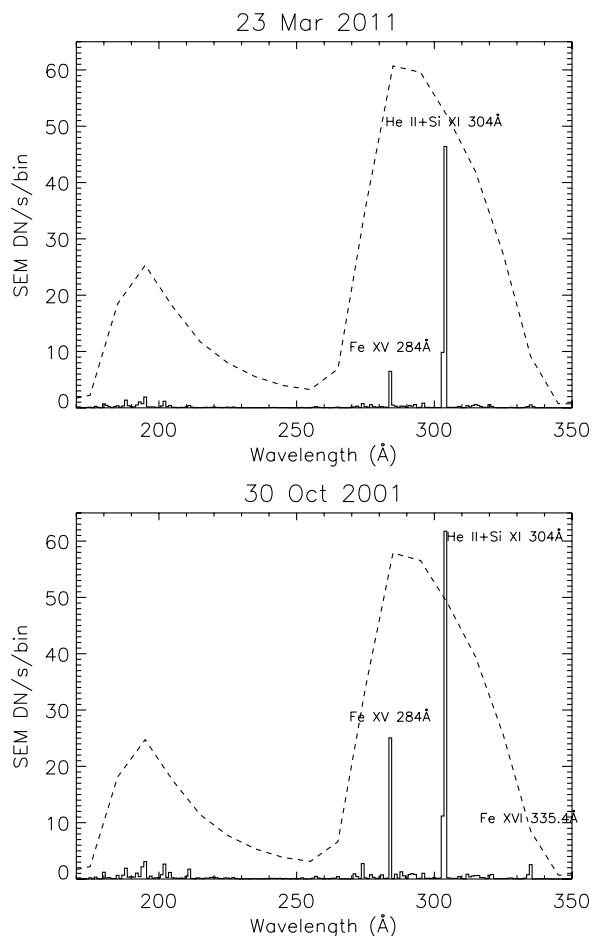 23 Mar 2011
60
50
40
30
20
10
0
SEM DN/s/bin
He II+Si XI 304Å
Fe XV 284Å
200 250 300 350
Wavelength (Å)
30 Oct 2001
60
50
40
30
20
10
0
SEM DN/s/bin
He II+Si XI 304Å
Fe XV 284Å
Fe XVI 335.4Å
200 250 300 350
Wavelength (Å)